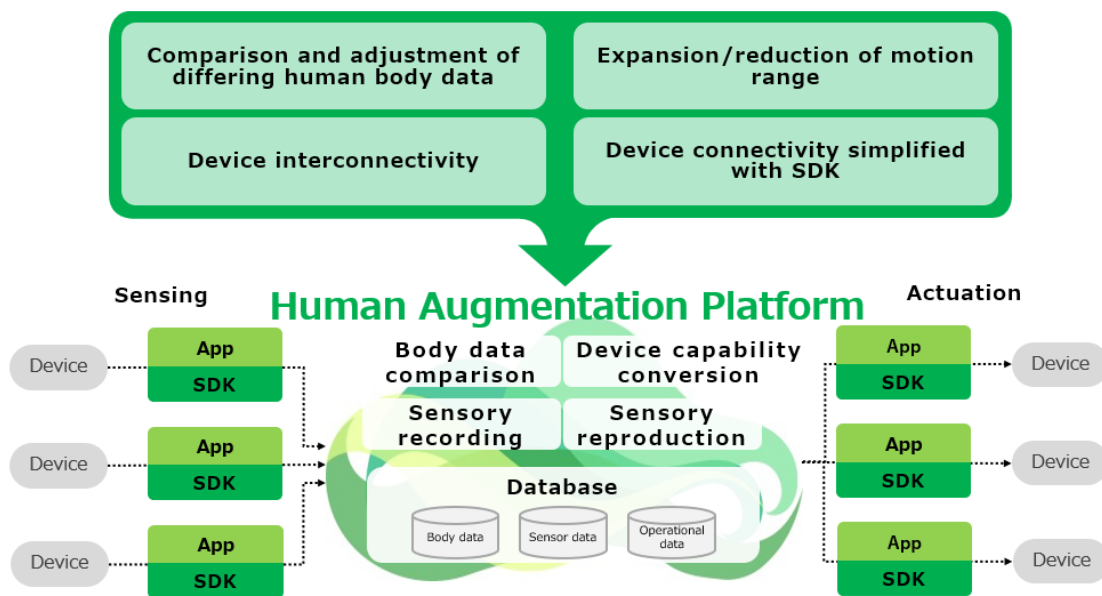 Comparison and adjustment of
differing human body data
Expansion/reduction of motion
range
Device interconnectivity
Device connectivity simplified
with SDK
Sensing
Human Augmentation Platform
Actuation
Device
App
SDK
Device
App
SDK
Device
App
SDK
Body data
comparison
Device capability
conversion
Sensory
recording
Sensory
reproduction
Database
Body data
Sensor data
Operational
data
App
SDK
Device
App
SDK
Device
App
SDK
Device